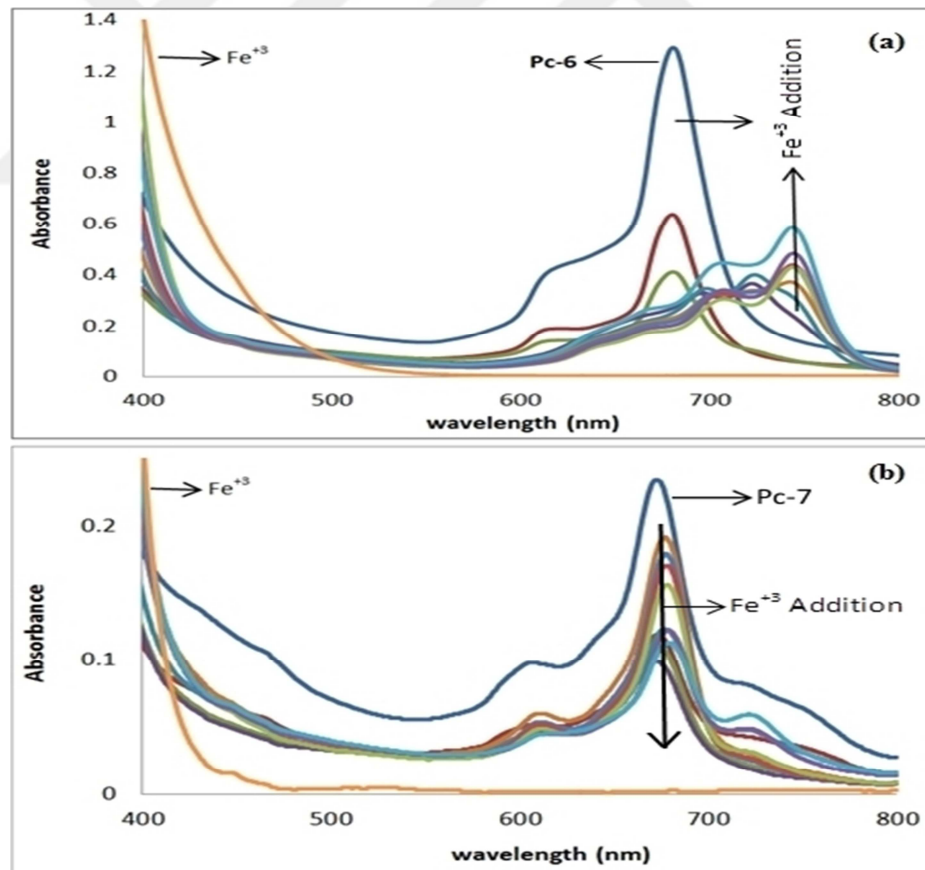 (a)
1.4
1.2
1
0.8
0.6
0.4
0.2
0
Absorbance
Fe+3
Pc-6
Fe+3 Addition
400 500 600 700 800
wavelength (nm)
(b)
0.2
0.1
0
Absorbance
Fe+3
Pc-7
Fe+3 Addition
400 500 600 700 800
wavelength (nm)